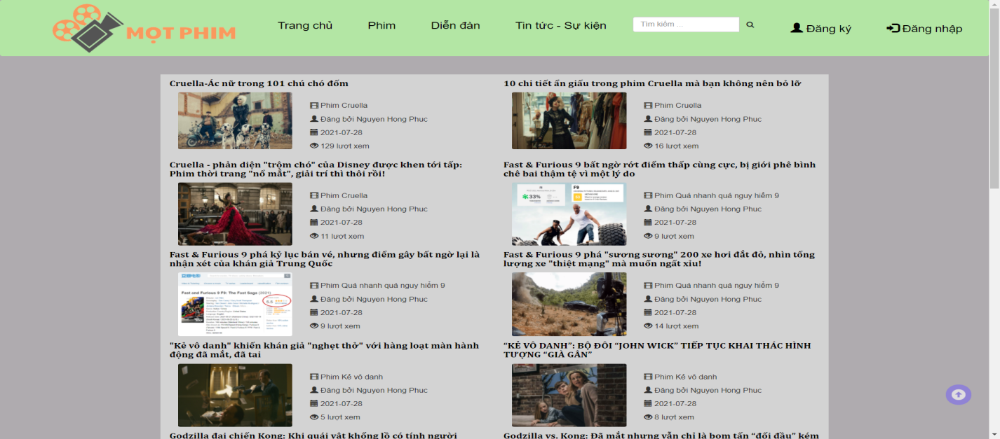 MỌT PHIM
Trang chủ
Phim
Diễn đàn
Tin tức - Sự kiện
Tìm kiếm ...
Đăng ký
Đăng nhập
Cruella-Ác nữ trong 101 chú chó đốm
Phim Cruella
Đăng bởi Nguyen Hong Phuc
2021-07-28
129 lượt xem
10 chi tiết ẩn giấu trong phim Cruella mà bạn không nên bỏ lỡ
Phim Cruella
Đăng bởi Nguyen Hong Phuc
2021-07-28
16 lượt xem
Cruella - phản diện "trộm chó" của Disney được khen tới tấp:
Phim thời trang "nổ mắt", giải trí thì thôi rồi!
Phim Cruella
Đăng bởi Nguyen Hong Phuc
2021-07-28
11 lượt xem
Fast & Furious 9 bất ngờ rớt điểm thấp cùng cực, bị giới phê bình
chê bai thậm tệ vì một lý do
F9
33%
Phim Quá nhanh quá nguy hiểm 9
Đăng bởi Nguyen Hong Phuc
2021-07-28
9 lượt xem
Fast & Furious 9 phá kỷ lục bán vé, nhưng điểm gây bất ngờ lại là
nhận xét của khán giả Trung Quốc
Fast and Furious 9 F9: The Fast Saga (2021)
5.5
Phim Quá nhanh quá nguy hiểm 9
Đăng bởi Nguyen Hong Phuc
2021-07-28
9 lượt xem
Fast & Furious 9 phá "sương sương" 200 xe hơi đắt đỏ, nhìn tổng
lượng xe "thiệt mạng" mà muốn ngất xỉu!
Phim Quá nhanh quá nguy hiểm 9
Đăng bởi Nguyen Hong Phuc
2021-07-28
14 lượt xem
"Kẻ vô danh" khiến khán giả "nghẹt thở" với hàng loạt màn hành
động đã mắt, đã tai
Phim Kẻ vô danh
Đăng bởi Nguyen Hong Phuc
2021-07-28
5 lượt xem
“KẺ VÔ DANH”: BỘ ĐÔI “JOHN WICK” TIẾP TỤC KHAI THÁC HÌNH
TƯỢNG “GIÀ GÂN”
Phim Kẻ vô danh
Đăng bởi Nguyen Hong Phuc
2021-07-28
8 lượt xem
Godzilla đại chiến Kong: Khi quái vật khổng lồ có tính người
Godzilla vs. Kong: Đã mắt nhưng vẫn chỉ là bom tấn “đối đầu” kém